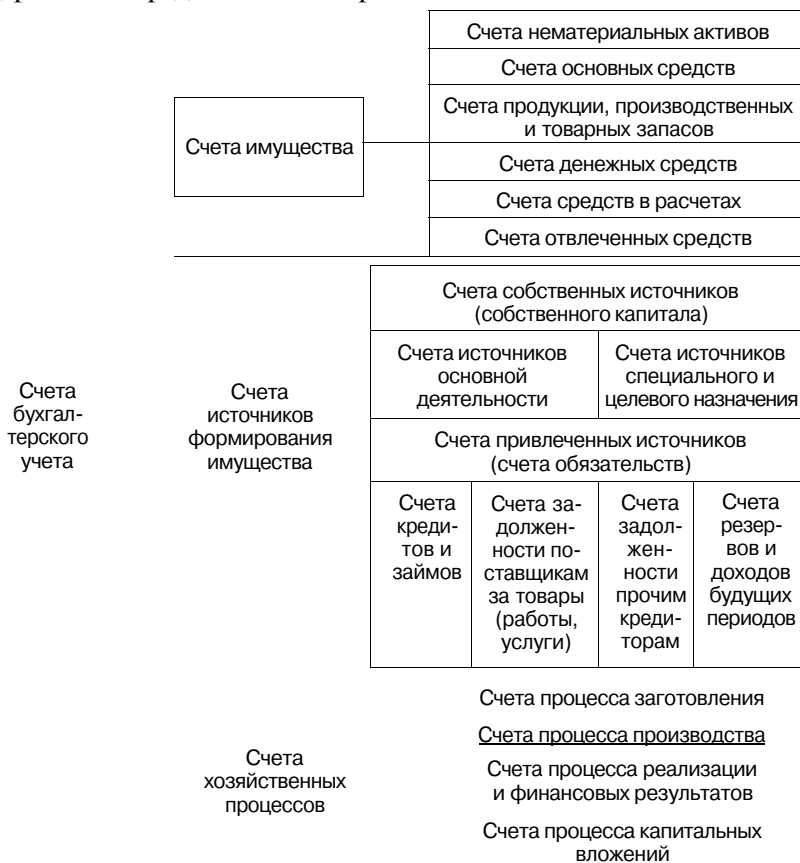 Счета нематериальных активов
Счета основных средств
Счета продукции, производственных
и товарных запасов
Счета имущества
Счета денежных средств
Счета средств в расчетах
Счета отвлеченных средств
Счета собственных источников
(собственного капитала)
Счета источников
основной
деятельности
Счета источников
специального и
целевого назначения
Счета
бухгал-
терского
учета
Счета
источников
формирования
имущества
Счета привлеченных источников
(счета обязательств)
Счета
креди-
тов и
займов
Счета за-
должен-
ности по-
ставщикам
за товары
(работы,
услуги)
Счета
задол-
жен-
ности
прочим
креди-
торам
Счета
резер-
вов и
доходов
будущих
периодов
Счета
хозяйственных
процессов
Счета процесса заготовления
Счета процесса производства
Счета процесса реализации
и финансовых результатов
Счета процесса капитальных
вложений